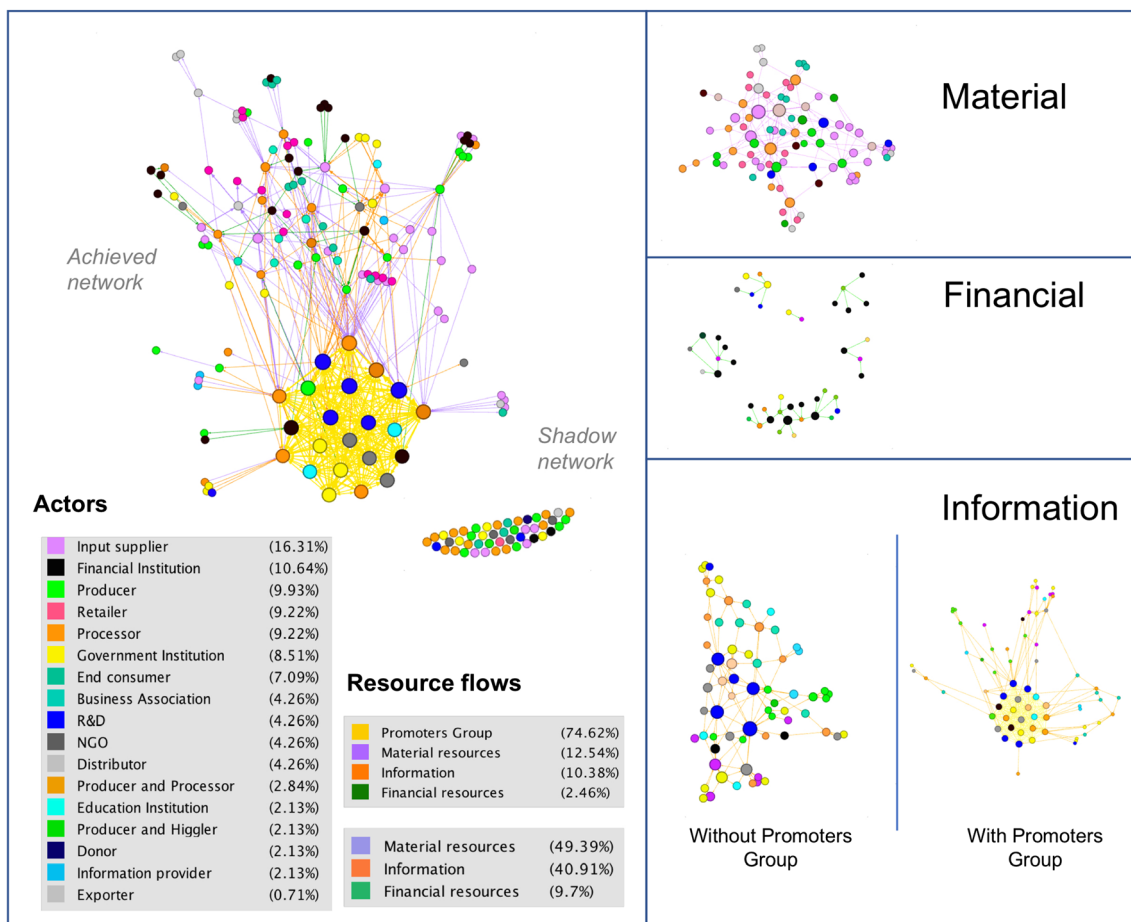 Achieved
network
Shadow
network
Actors
Input supplier (16.31%)
Financial Institution (10.64%)
Producer (9.93%)
Retailer (9.22%)
Processor (9.22%)
Government Institution (8.51%)
End consumer (7.09%)
Business Association (4.26%)
R&D (4.26%)
NGO (4.26%)
Distributor (4.26%)
Producer and Processor (2.84%)
Education Institution (2.13%)
Producer and Higgler (2.13%)
Donor (2.13%)
Information provider (2.13%)
Exporter (0.71%)
Resource flows
Promoters Group (74.62%)
Material resources (12.54%)
Information (10.38%)
Financial resources (2.46%)
Material resources (49.39%)
Information (40.91%)
Financial resources (9.7%)
Material
Financial
Information
Without Promoters
Group
With Promoters
Group